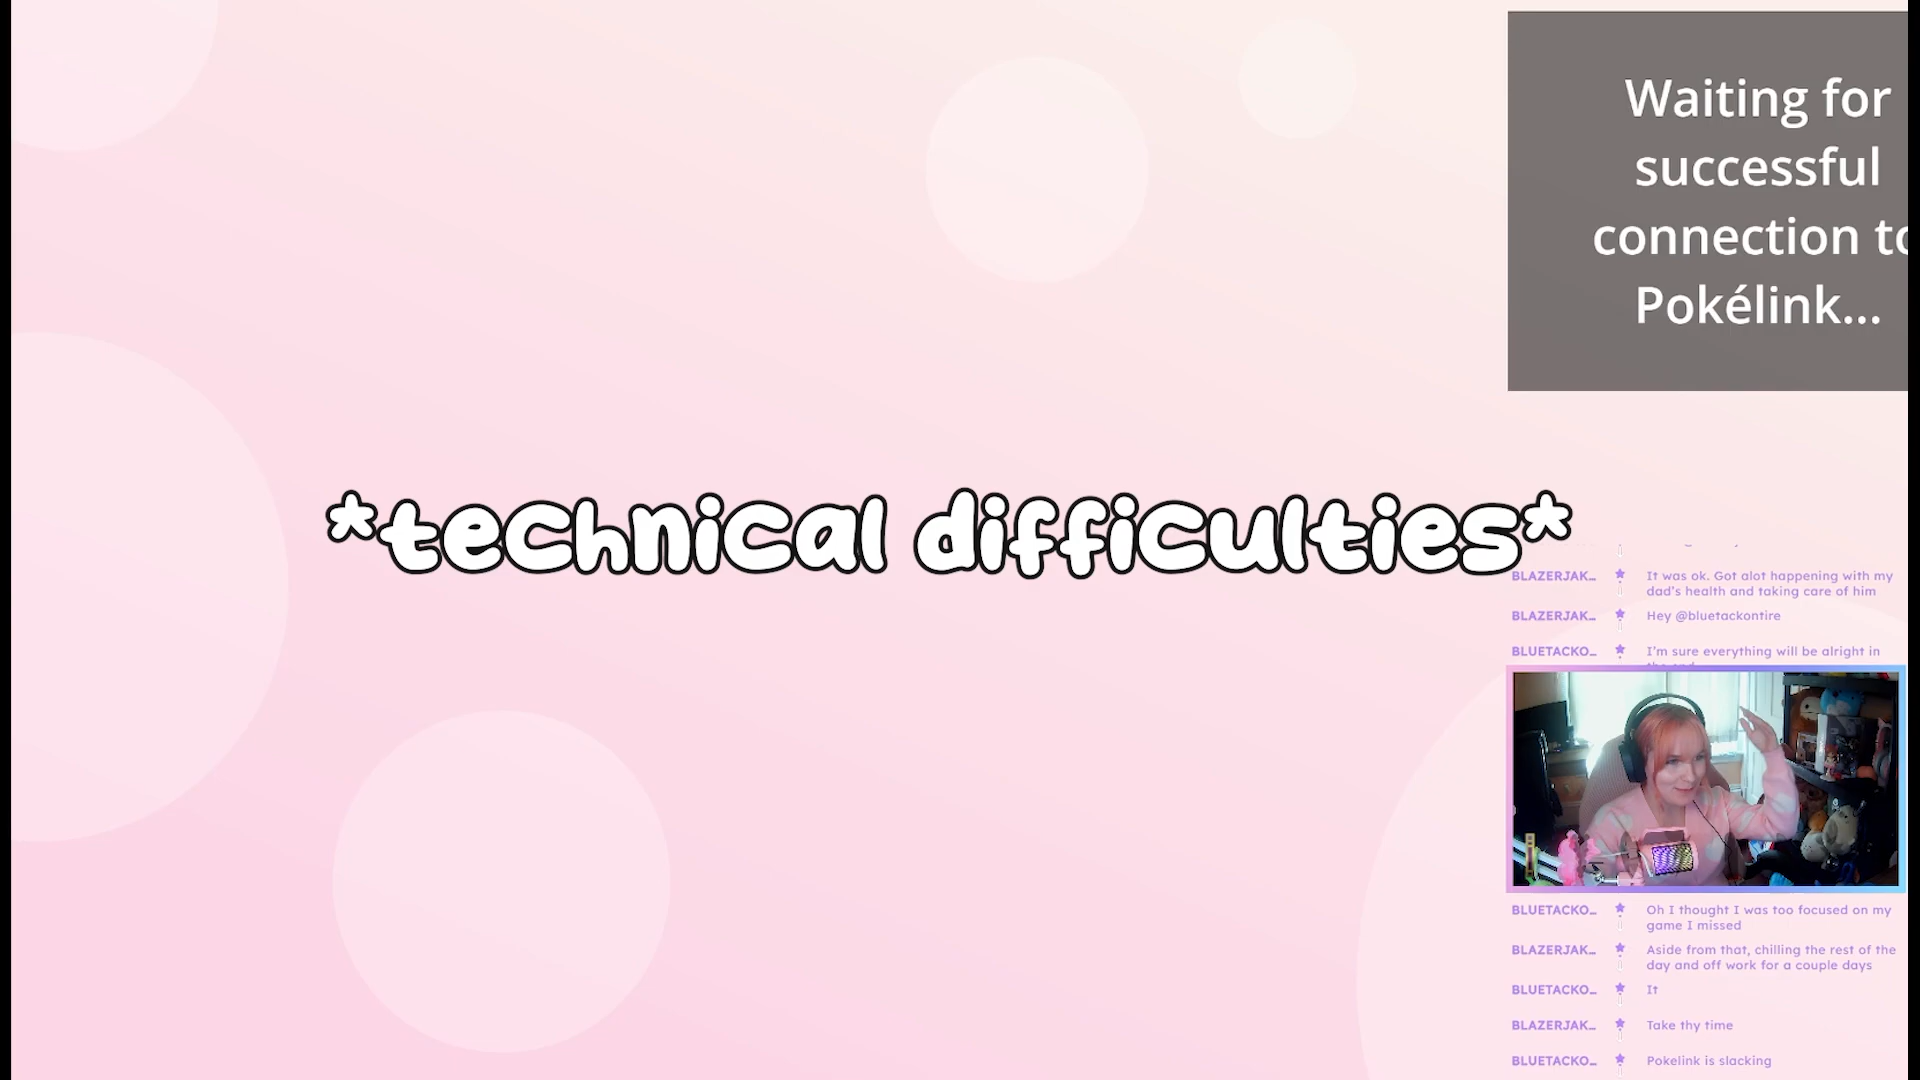 Waiting for
successful
connection to
Pokélink...
*technical difficulties*
BLAZERJAK… It was ok. Got alot happening with my
dad's health and taking care of him
BLAZERJAK… Hey @bluetackontire
BLUETACKO… I'm sure everything will be alright in
BLUETACKO… Oh I thought I was too focused on my
game I missed
BLAZERJAK… Aside from that, chilling the rest of the
day and off work for a couple days
BLUETACKO… It
BLAZERJAK… Take thy time
BLUETACKO… Pokelink is slacking